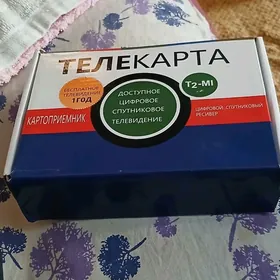 ТЕЛЕКАРТА
БЕСПЛАТНОЕ
ТЕЛЕВИДЕНИЕ
1 ГОД
ДОСТУПНОЕ
ЦИФРОВОЕ
СПУТНИКОВОЕ
ТЕЛЕВИДЕНИЕ
T2-MI
КАРТОПРИЕМНИК
ЦИФРОВОЙ СПУТНИКОВЫЙ
РЕСИВЕР